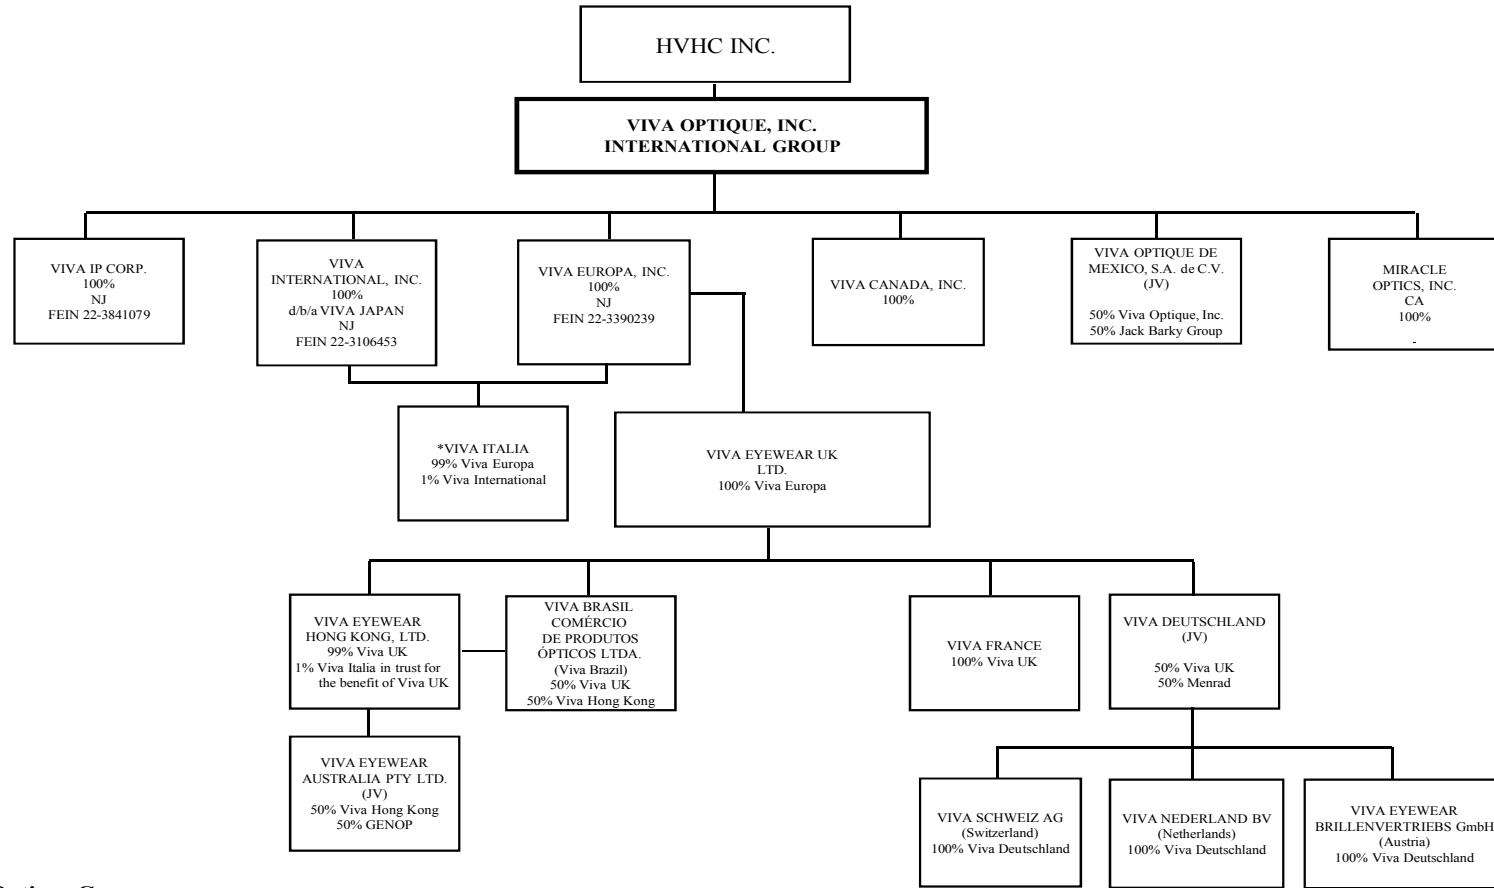 HVHC INC.
VIVA OPTIQUE, INC.
INTERNATIONAL GROUP
VIVA IP CORP.
100%
NJ
FEIN 22-3841079
VIVA
INTERNATIONAL, INC.
100%
d/b/a VIVA JAPAN
NJ
FEIN 22-3106453
VIVA EUROPA, INC.
100%
NJ
FEIN 22-3390239
VIVA CANADA, INC.
100%
VIVA OPTIQUE DE
MEXICO, S.A. de C.V.
(JV)
50% Viva Optique, Inc.
50% Jack Barky Group
MIRACLE
OPTICS, INC.
CA
100%
-
*VIVA ITALIA
99% Viva Europa
1% Viva International
VIVA EYEWEAR UK
LTD.
100% Viva Europa
VIVA EYEWEAR
HONG KONG, LTD.
99% Viva UK
1% Viva Italia in trust for
the benefit of Viva UK
VIVA BRASIL
COMÉRCIO
DE PRODUTOS
ÓPTICOS LTDA.
(Viva Brazil)
50% Viva UK
50% Viva Hong Kong
VIVA FRANCE
100% Viva UK
VIVA DEUTSCHLAND
(JV)
50% Viva UK
50% Menrad
VIVA EYEWEAR
AUSTRALIA PTY LTD.
(JV)
50% Viva Hong Kong
50% GENOP
VIVA SCHWEIZ AG
(Switzerland)
100% Viva Deutschland
VIVA NEDERLAND BV
(Netherlands)
100% Viva Deutschland
VIVA EYEWEAR
BRILLENVERTRIEBS GmbH
(Austria)
100% Viva Deutschland